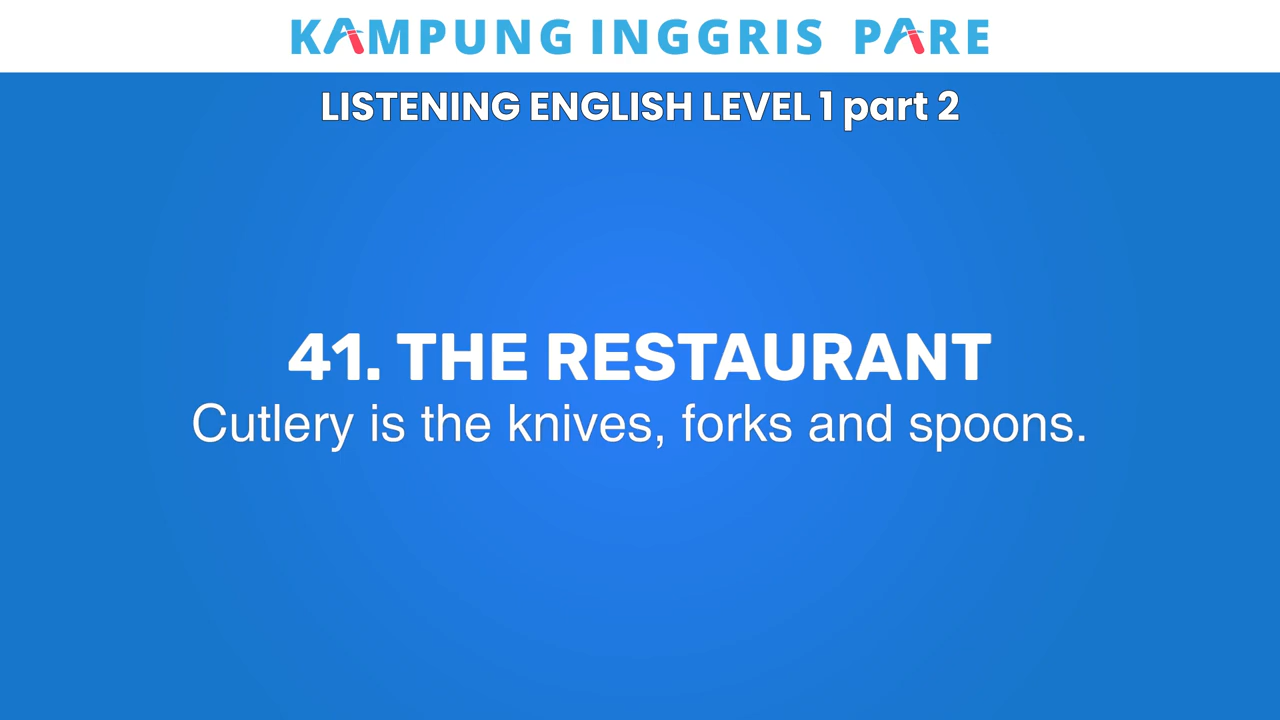 KAMPUNG INGGRIS PARE
LISTENING ENGLISH LEVEL 1 part 2
41. THE RESTAURANT
Cutlery is the knives, forks and spoons.